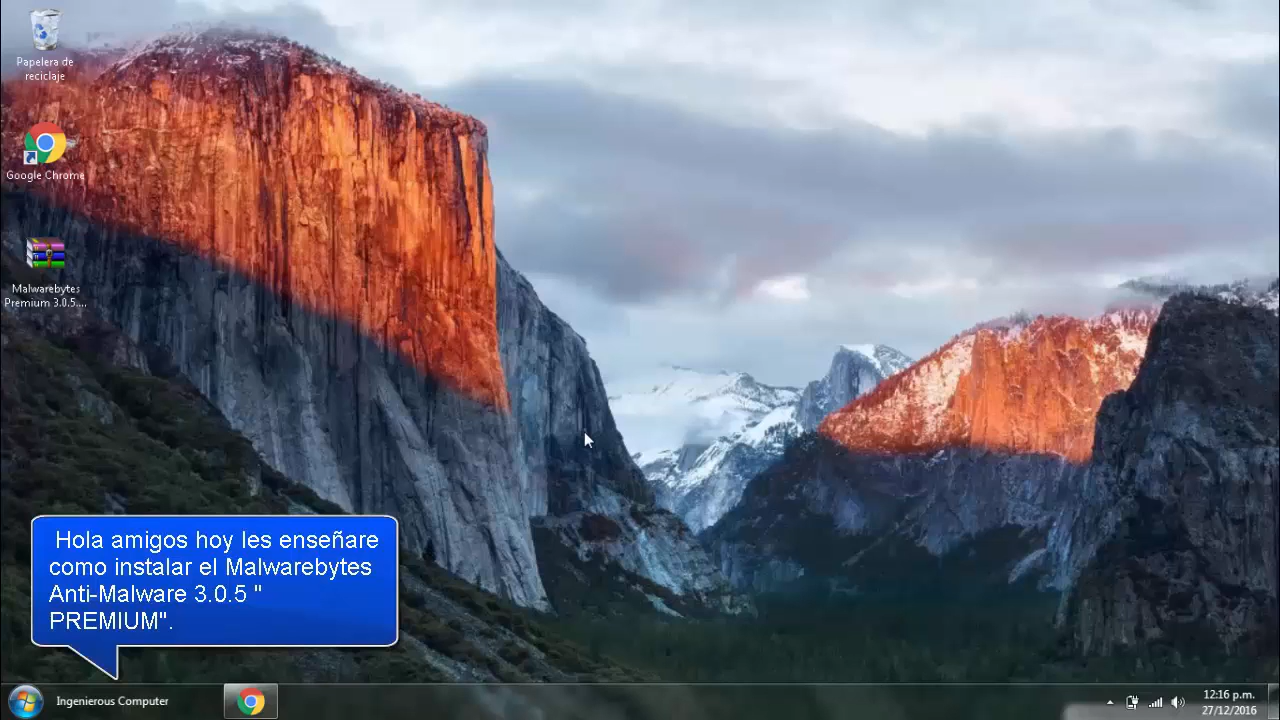 Papelera de
reciclaje
Google Chrome
Malwarebytes
Premium 3.0.5....
Hola amigos hoy les enseñare
como instalar el Malwarebytes
Anti-Malware 3.0.5 "
PREMIUM".
Ingenierous Computer
12:16 p.m.
27/12/2016